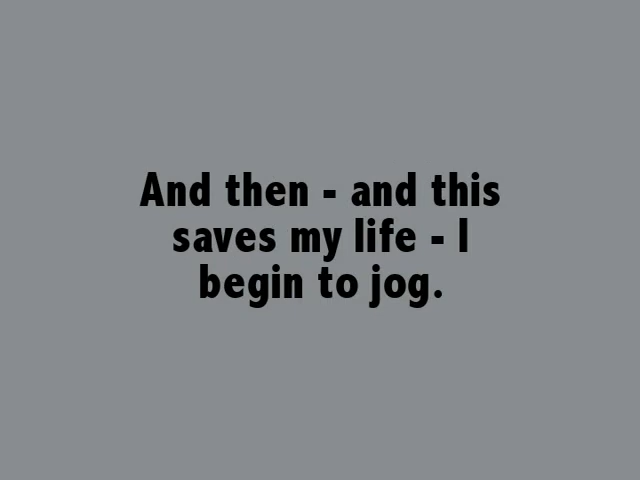 And then - and this
saves my life - I
begin to jog.